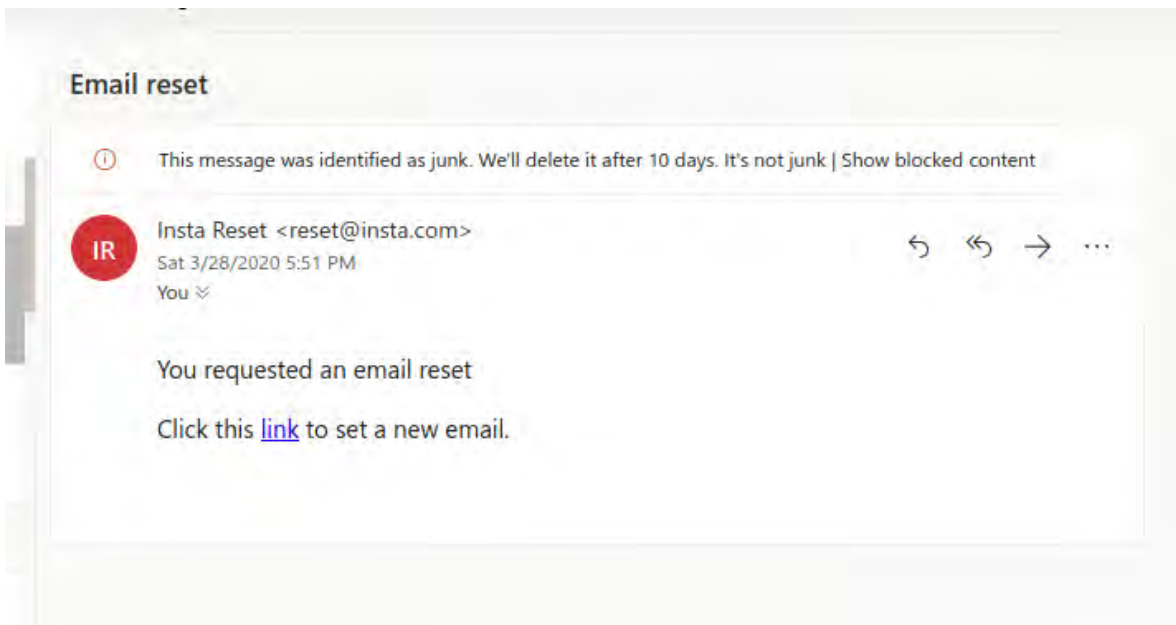 Email reset
This message was identified as junk. We'll delete it after 10 days. It's not junk | Show blocked content
IR
Insta Reset <reset@insta.com>
Sat 3/28/2020 5:51 PM
You
You requested an email reset
Click this link to set a new email.